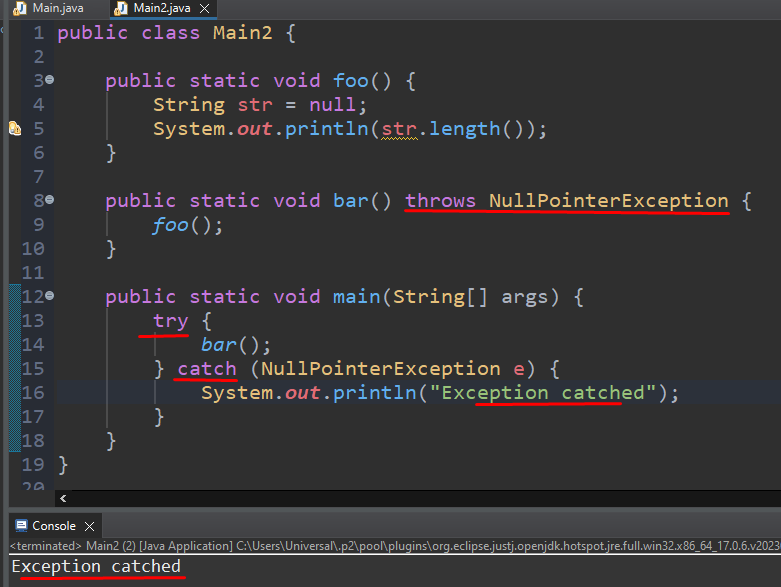 Main.java Main2.java
1 public class Main2 {
2
3 public static void foo() {
4 String str = null;
5 System.out.println(str.length());
6 }
7
8 public static void bar() throws NullPointerException {
9 foo();
10 }
11
12 public static void main(String[] args) {
13 try {
14 bar();
15 } catch (NullPointerException e) {
16 System.out.println("Exception catched");
17 }
18 }
19 }
20
Console
<terminated> Main2 (2) [Java Application] C:\Users\Universal\.p2\pool\plugins\org.eclipse.justj.openjdk.hotspot.jre.full.win32.x86_64_17.0.6.v2023
Exception catched